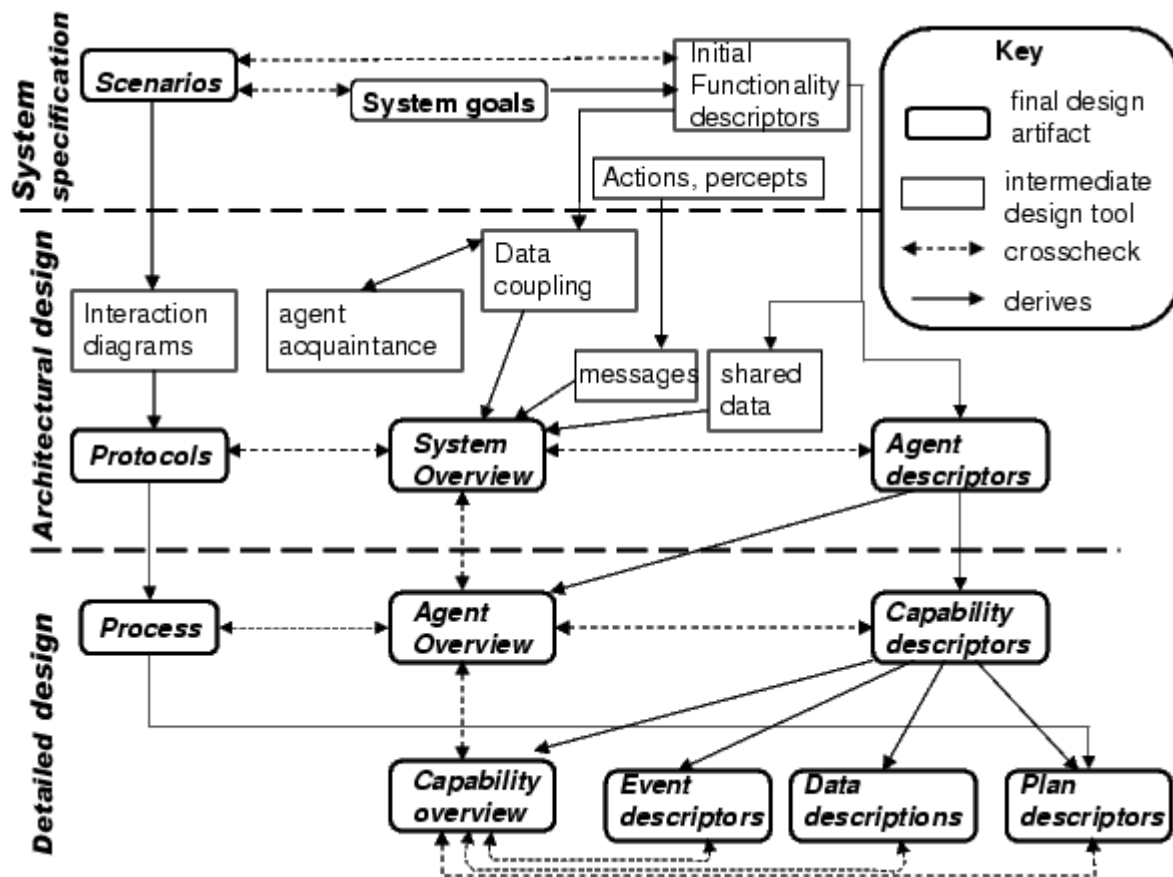 System
specification
Scenarios
System goals
Initial
Functionality
descriptors
Actions, percepts
Key
final design
artifact
intermediate
design tool
crosscheck
derives
Architectural design
Interaction
diagrams
agent
acquaintance
Data
coupling
messages
shared
data
Protocols
System
Overview
Agent
descriptors
Detailed design
Process
Agent
Overview
Capability
descriptors
Capability
overview
Event
descriptors
Data
descriptions
Plan
descriptors